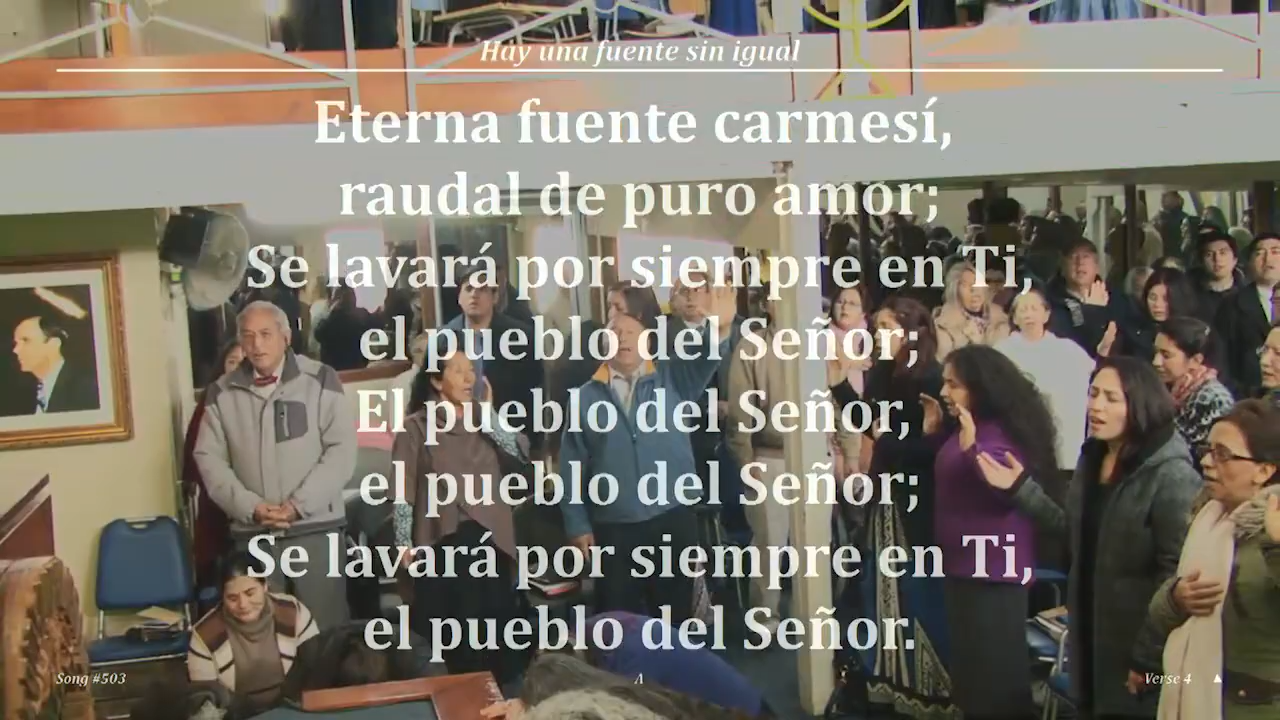 Hay una fuente sin igual
Eterna fuente carmesí,
raudal de puro amor;
Se lavará por siempre en Ti,
el pueblo del Señor;
El pueblo del Señor,
el pueblo del Señor;
Se lavará por siempre en Ti,
el pueblo del Señor.
Song #503
Verse 4